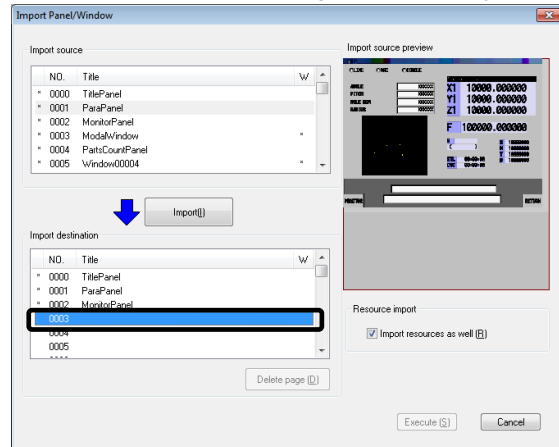 Import Panel/Window
Import source
NO. Title W
* 0000 TitlePanel
* 0001 ParaPanel
* 0002 MonitorPanel
* 0003 ModalWindow *
* 0004 PartsCountPanel
* 0005 Window00004 *
Import(I)
Import destination
NO. Title W
* 0000 TitlePanel
* 0001 ParaPanel
* 0002 MonitorPanel
0003
0004
0005
Delete page (D)
Import source preview
X1 10000.000000
Y1 10000.000000
Z1 10000.000000
F 100000.000000
RETURN
Resource import
Import resources as well (R)
Execute (S)
Cancel